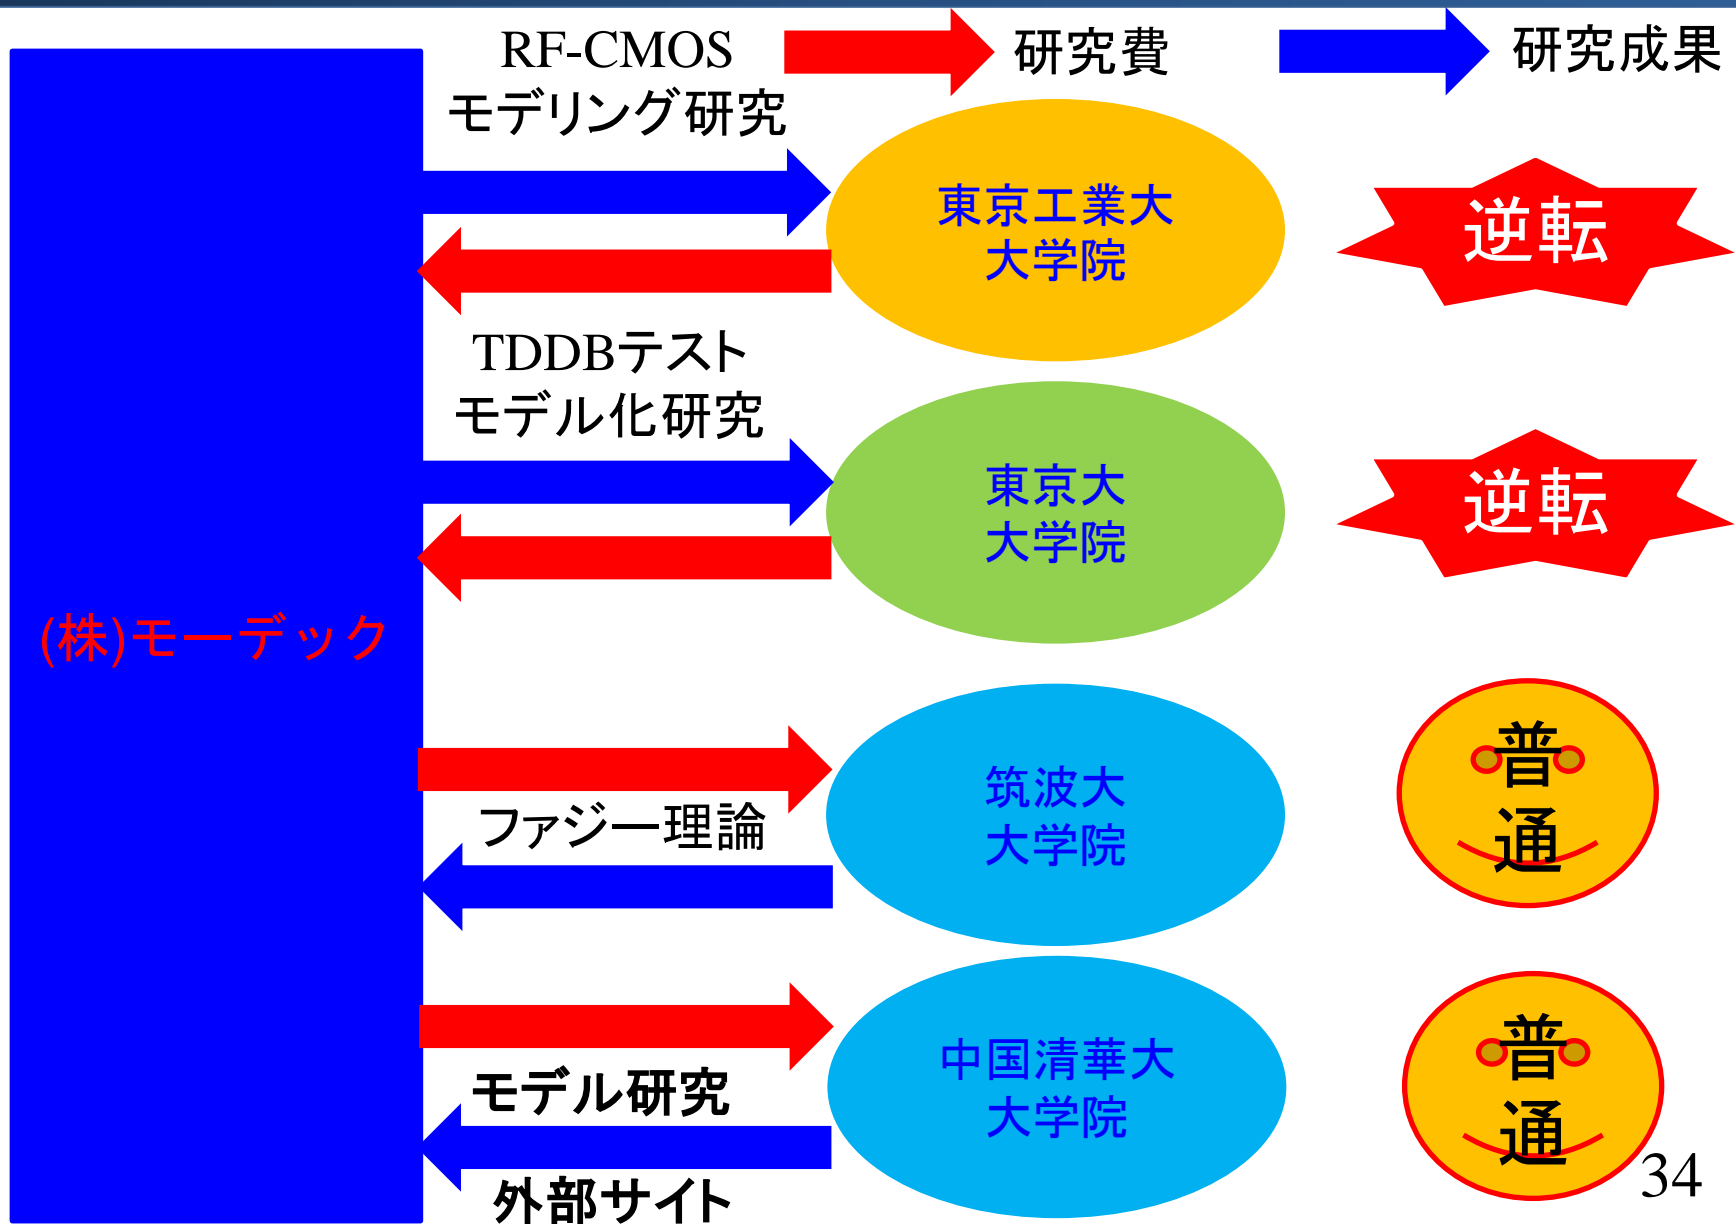 RF-CMOS
モデリング研究
研究費
研究成果
東京工業大
大学院
逆転
TDDBテスト
モデル化研究
東京大
大学院
逆転
(株)モーデック
ファジー理論
筑波大
大学院
普
通
モデル研究
外部サイト
中国清華大
大学院
普
通
34